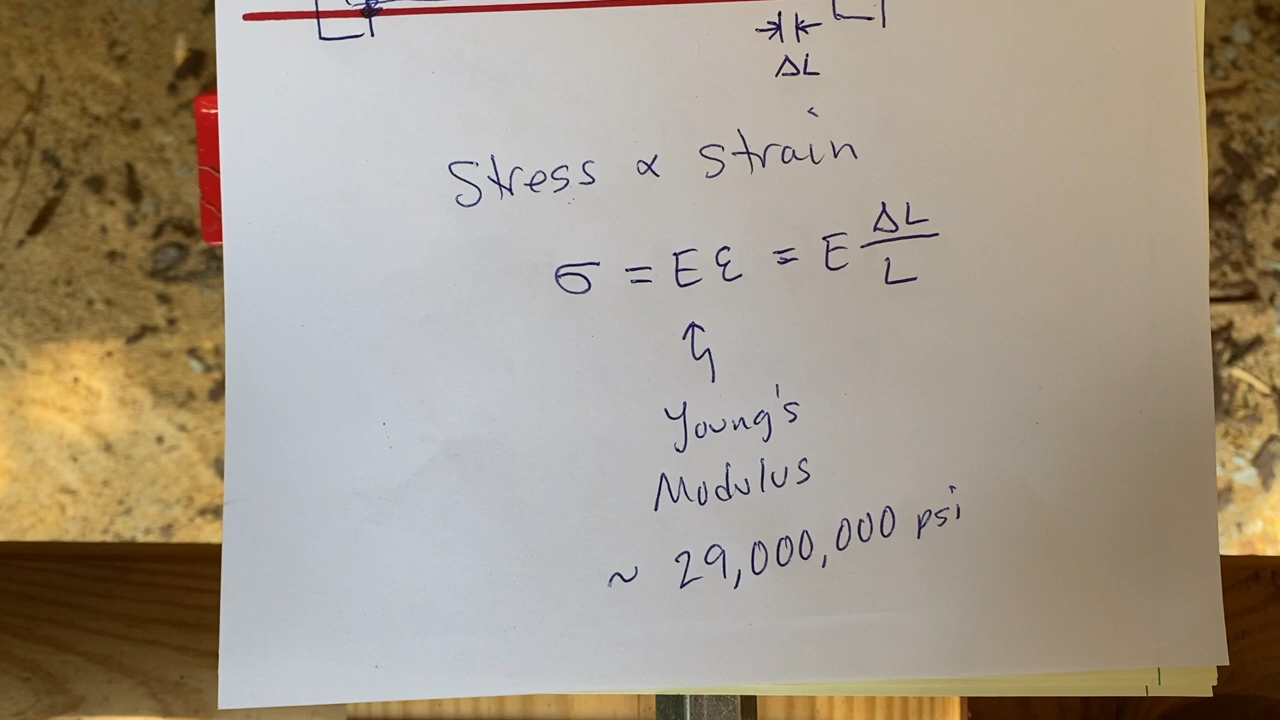 ΔL
Stress ∝ strain
σ = Eε = E ΔL/L
Young's
Modulus
~ 29,000,000 psi